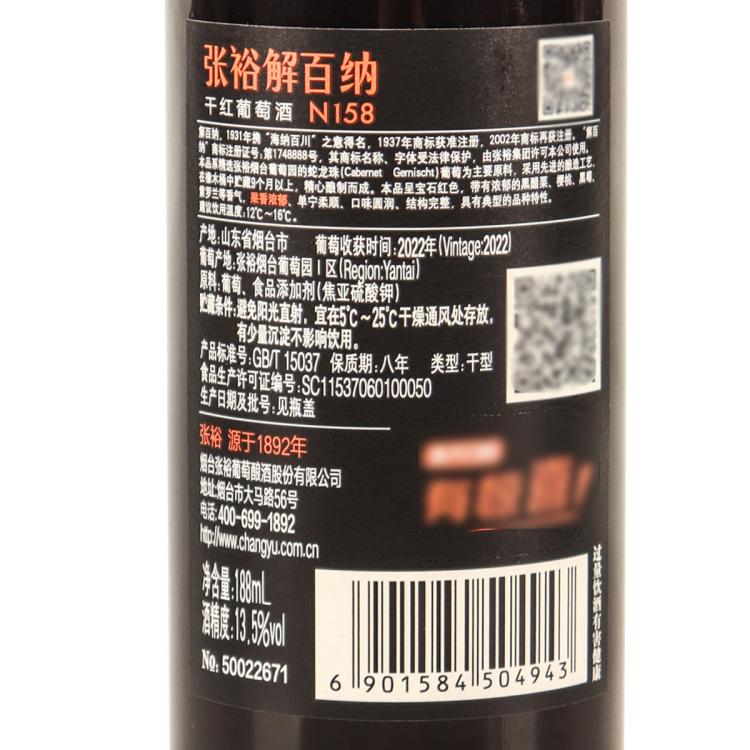 张裕解百纳
干红葡萄酒 N158
解百纳，1931年携“海纳百川”之意得名，1937年商标获准注册，2002年商标再获注册，“解百
纳”商标注册证号：第1748888号，其商标名称、字体受法律保护，由张裕集团许可本公司使用。
本品系精选张裕烟台葡萄园的蛇龙珠(Cabernet Gernischt)葡萄为主要原料，采用先进的酿造工艺，
在橡木桶中贮藏9个月以上，精心酿制而成。本品呈宝石红色，带有浓郁的黑醋栗、樱桃、黑莓、
紫罗兰等香气，果香浓郁、单宁柔顺、口味圆润、结构完整，具有典型的品种特性。
建议饮用温度：12℃～16℃。
产地：山东省烟台市 葡萄收获时间：2022年(Vintage:2022)
葡萄产地：张裕烟台葡萄园Ⅰ区(Region:Yantai)
原料：葡萄、食品添加剂(焦亚硫酸钾)
贮藏条件：避免阳光直射，宜在5℃～25℃干燥通风处存放，
有少量沉淀不影响饮用。
产品标准号：GB/T 15037 保质期：八年 类型：干型
食品生产许可证编号：SC11537060100050
生产日期及批号：见瓶盖
张裕 源于1892年
烟台张裕葡萄酿酒股份有限公司
地址：烟台市大马路56号
电话：400-699-1892
http://www.changyu.com.cn
净含量：188mL
酒精度：13.5%vol
No: 50022671
6 901584 504943
过量饮酒有害健康